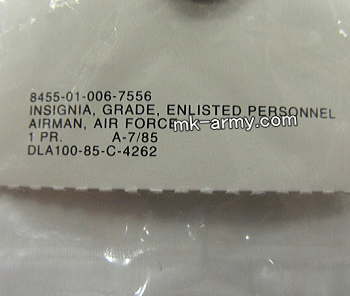 8455-01-006-7556
INSIGNIA, GRADE, ENLISTED PERSONNEL
AIRMAN, AIR FORCE
mk-army.com
1 PR. A-7/85
DLA100-85-C-4262